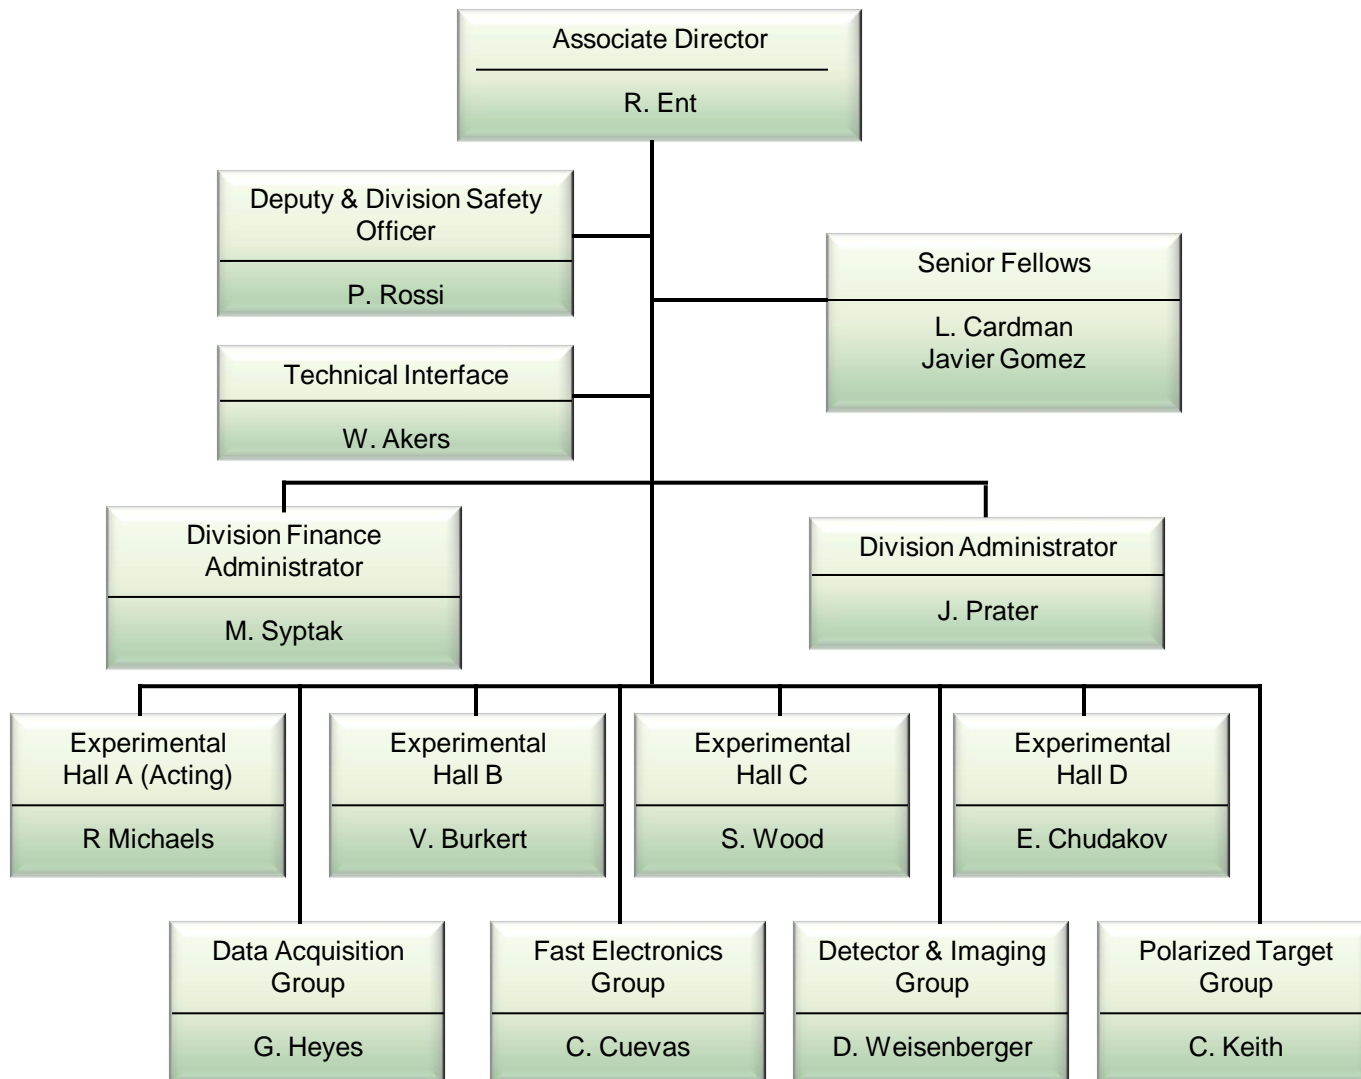 Associate Director
R. Ent
Deputy & Division Safety
Officer
P. Rossi
Senior Fellows
L. Cardman
Javier Gomez
Technical Interface
W. Akers
Division Finance
Administrator
M. Syptak
Division Administrator
J. Prater
Experimental
Hall A (Acting)
R Michaels
Experimental
Hall B
V. Burkert
Experimental
Hall C
S. Wood
Experimental
Hall D
E. Chudakov
Data Acquisition
Group
G. Heyes
Fast Electronics
Group
C. Cuevas
Detector & Imaging
Group
D. Weisenberger
Polarized Target
Group
C. Keith